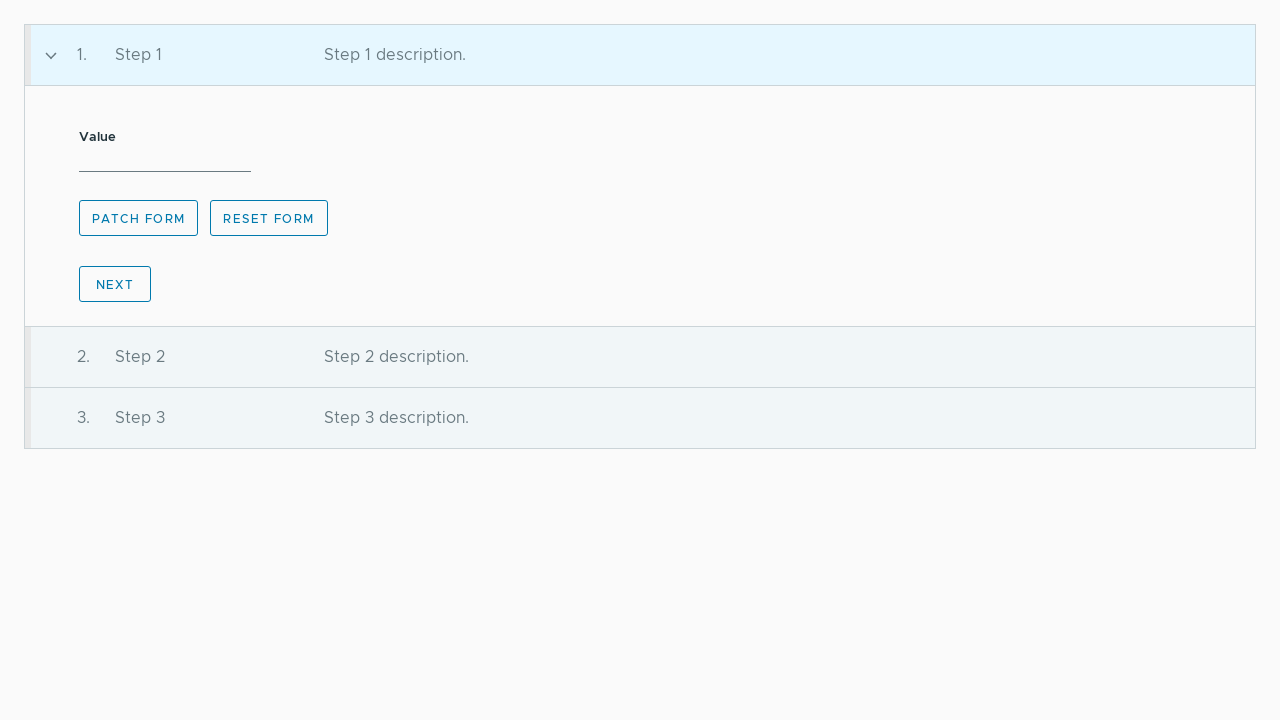 1. Step 1 Step 1 description.
Value
PATCH FORM RESET FORM
NEXT
2. Step 2 Step 2 description.
3. Step 3 Step 3 description.